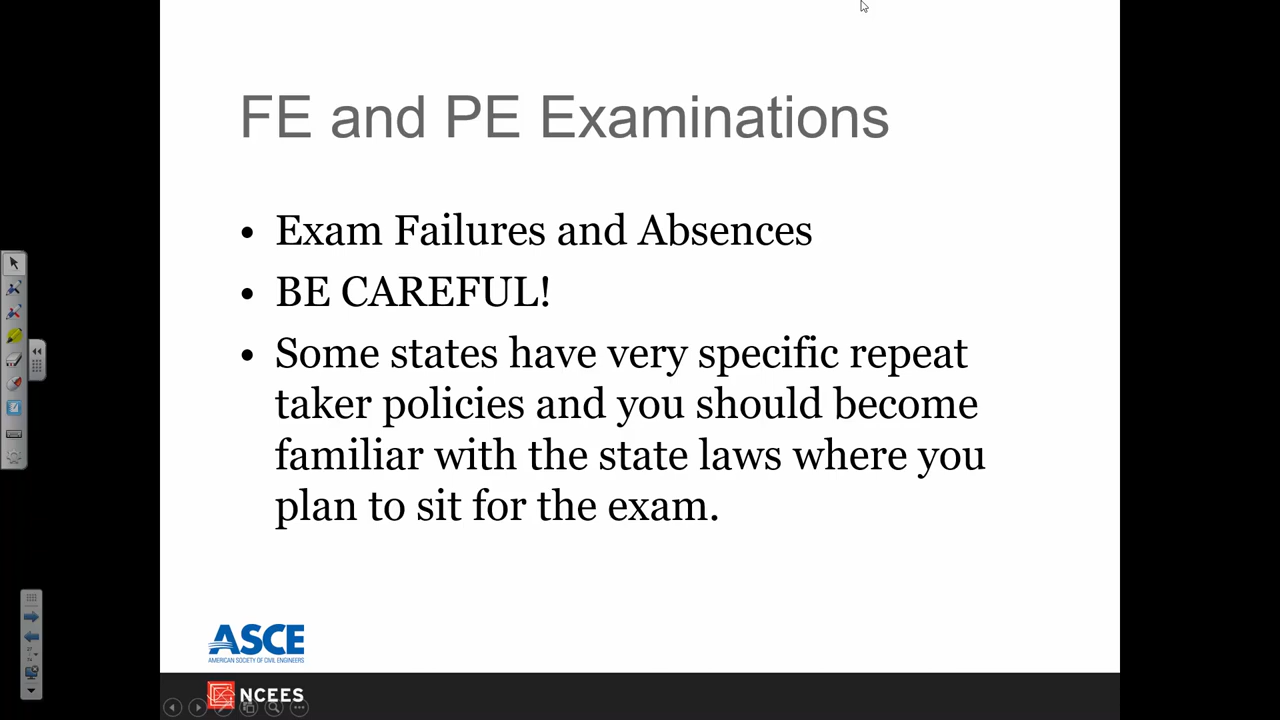 FE and PE Examinations
• Exam Failures and Absences
• BE CAREFUL!
• Some states have very specific repeat
taker policies and you should become
familiar with the state laws where you
plan to sit for the exam.
ASCE
AMERICAN SOCIETY OF CIVIL ENGINEERS
NCEES